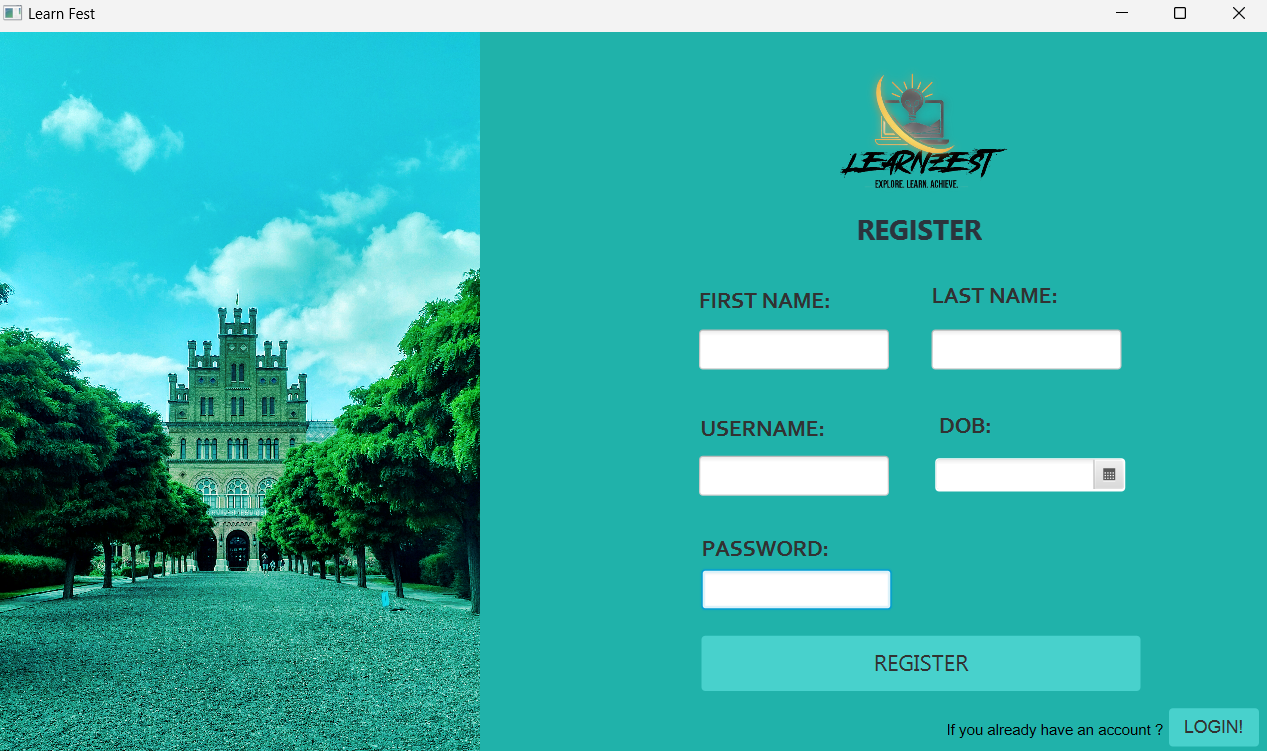 Learn Fest
LEARNZEST
EXPLORE. LEARN. ACHIEVE.
REGISTER
FIRST NAME: LAST NAME:
USERNAME: DOB:
PASSWORD:
REGISTER
If you already have an account ? LOGIN!